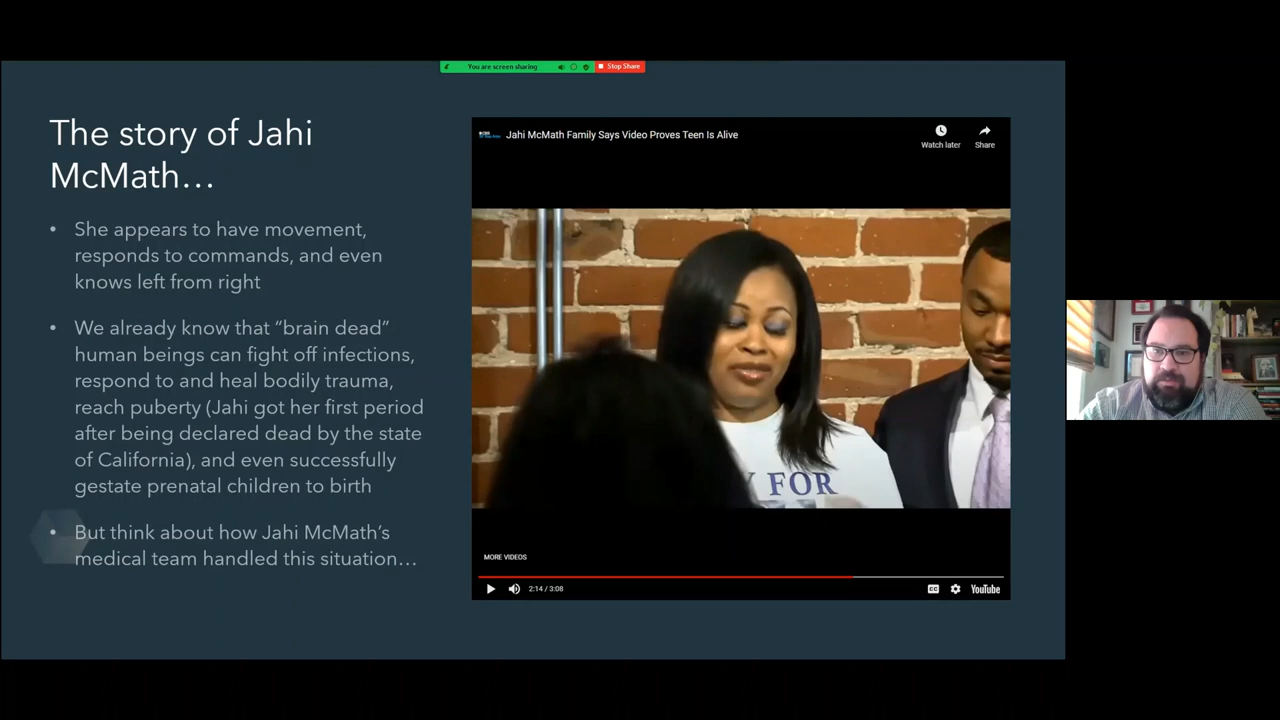 You are screen sharing
Stop Share
The story of Jahi
McMath…
• She appears to have movement,
responds to commands, and even
knows left from right
• We already know that “brain dead”
human beings can fight off infections,
respond to and heal bodily trauma,
reach puberty (Jahi got her first period
after being declared dead by the state
of California), and even successfully
gestate prenatal children to birth
• But think about how Jahi McMath’s
medical team handled this situation…
Jahi McMath Family Says Video Proves Teen Is Alive
Watch later
Share
FOR
MORE VIDEOS
2:14 / 3:08
CC
YouTube